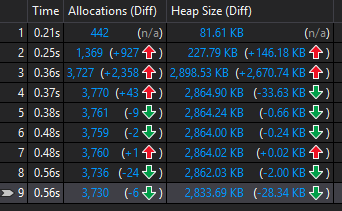 Time Allocations (Diff) Heap Size (Diff)
1 0.21s 442 (n/a) 81.61 KB (n/a)
2 0.25s 1,369 (+927) 227.79 KB (+146.18 KB)
3 0.36s 3,727 (+2,358) 2,898.53 KB (+2,670.74 KB)
4 0.37s 3,770 (+43) 2,864.90 KB (-33.63 KB)
5 0.38s 3,761 (-9) 2,864.24 KB (-0.66 KB)
6 0.48s 3,759 (-2) 2,864.00 KB (-0.24 KB)
7 0.48s 3,760 (+1) 2,864.02 KB (+0.02 KB)
8 0.56s 3,736 (-24) 2,862.03 KB (-2.00 KB)
9 0.56s 3,730 (-6) 2,833.69 KB (-28.34 KB)